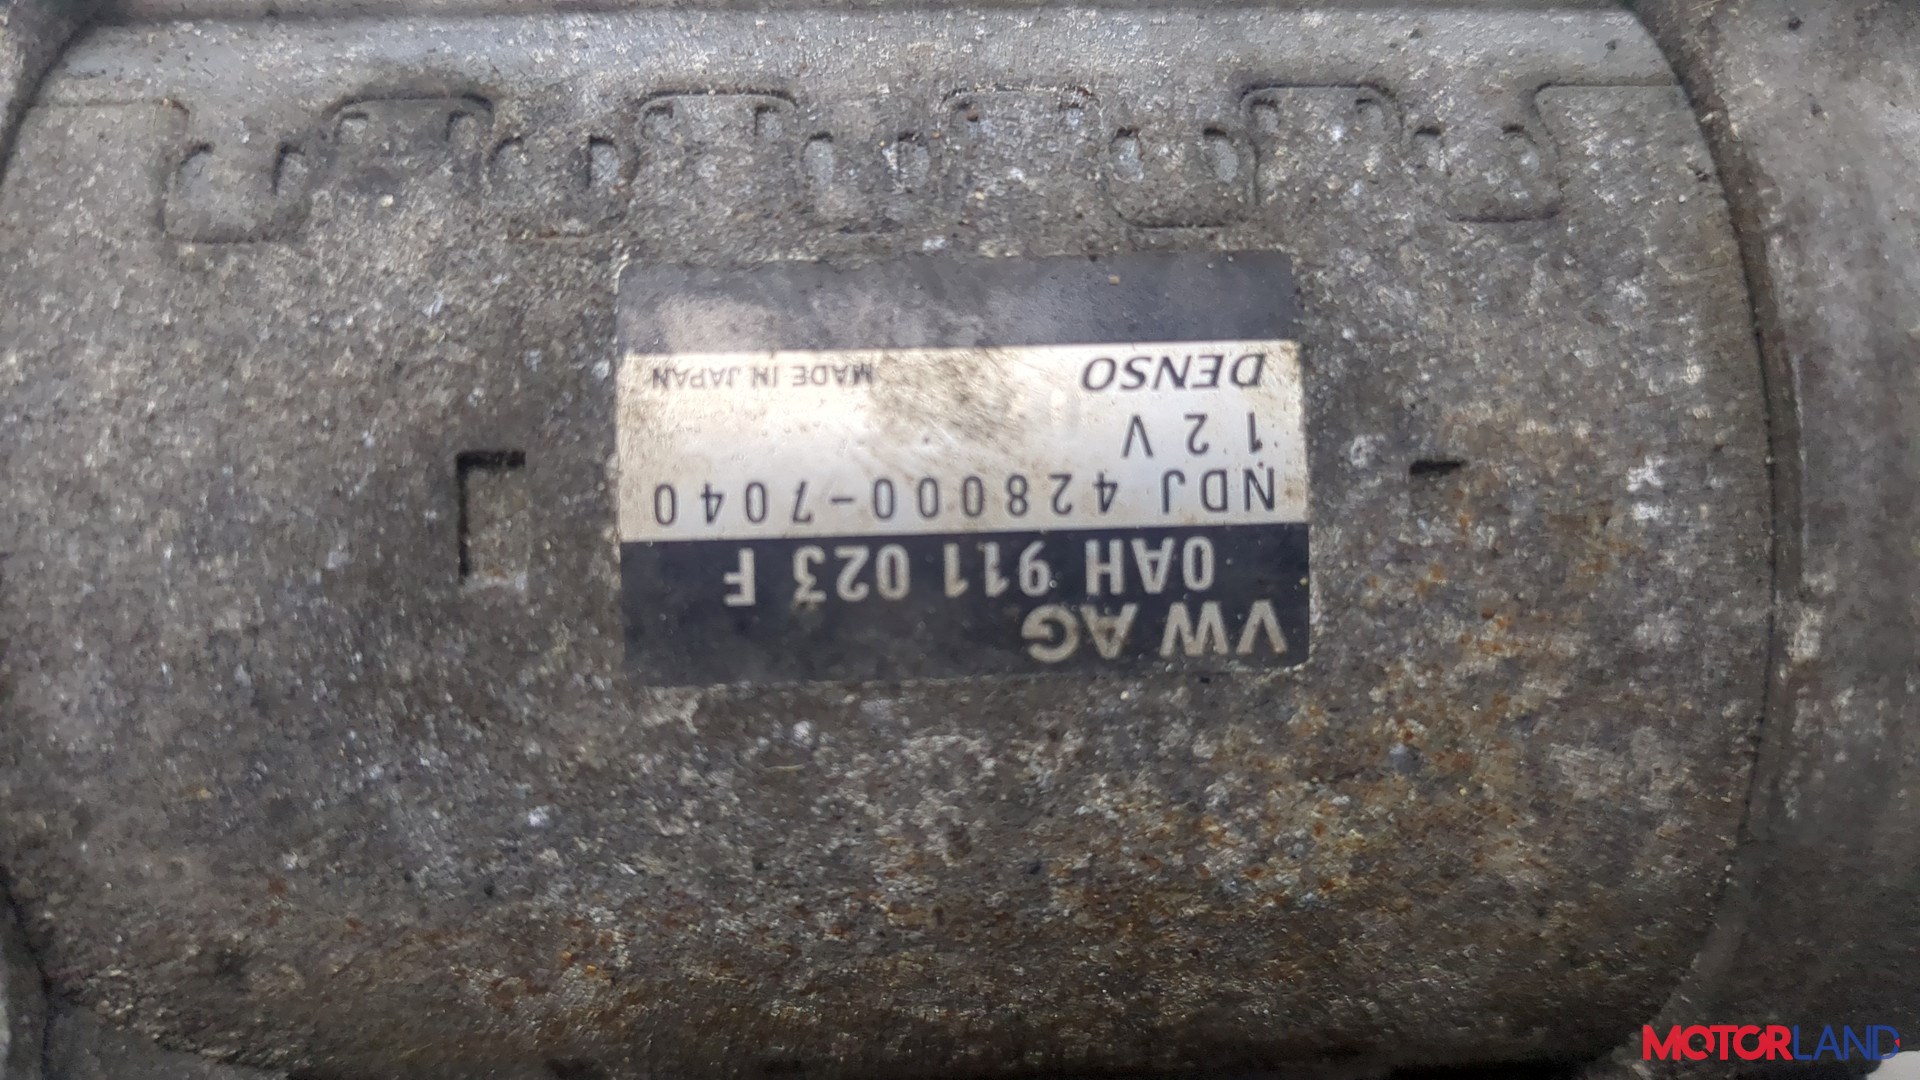 VW AG
0AH 911 023 F
NDJ 428000-7040
12V
DENSO MADE IN JAPAN
MOTORLAND